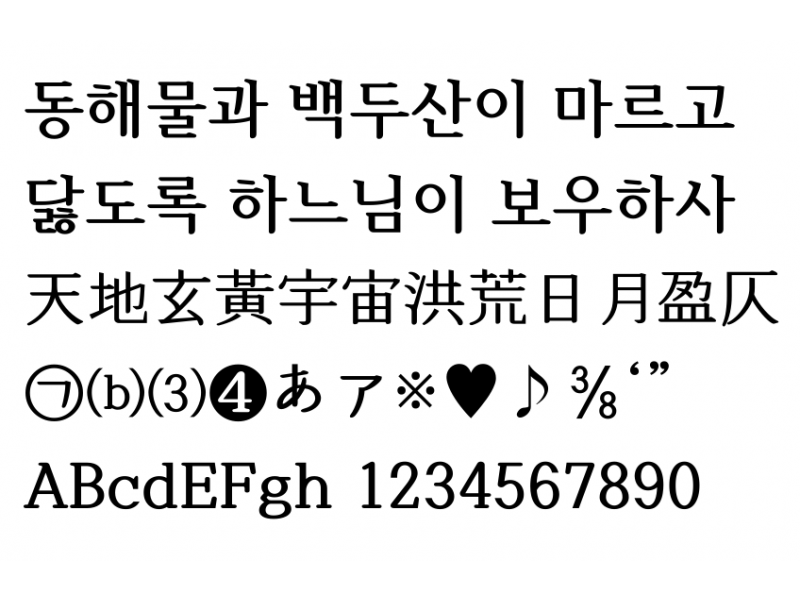 동해물과 백두산이 마르고
닳도록 하느님이 보우하사
天地玄黃宇宙洪荒日月盈仄
㉠⒝⑶❹あァ※♥♪⅜‘”
ABcdEFgh 1234567890